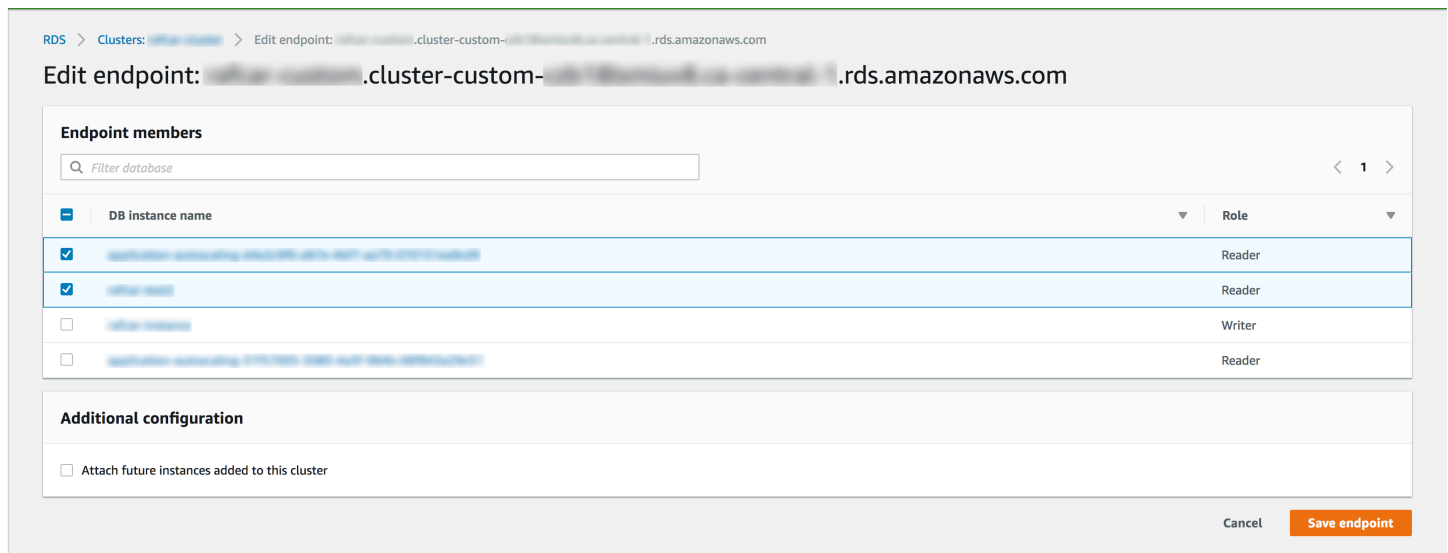 RDS > Clusters: > Edit endpoint: .cluster-custom- .rds.amazonaws.com
Edit endpoint: .cluster-custom- .rds.amazonaws.com
Endpoint members
Filter database
< 1 >
DB instance name Role
Reader
Reader
Writer
Reader
Additional configuration
Attach future instances added to this cluster
Cancel Save endpoint